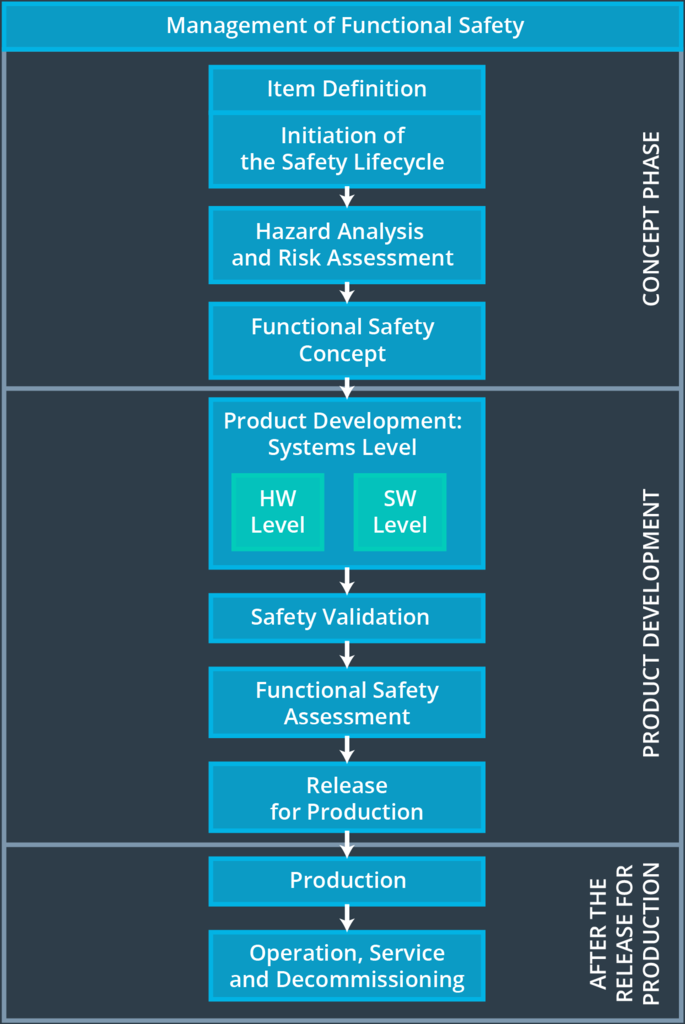 Management of Functional Safety
Item Definition
Initiation of
the Safety Lifecycle
Hazard Analysis
and Risk Assessment
Functional Safety
Concept
CONCEPT PHASE
Product Development:
Systems Level
HW
Level
SW
Level
Safety Validation
Functional Safety
Assessment
Release
for Production
PRODUCT DEVELOPMENT
Production
Operation, Service
and Decommissioning
AFTER THE
RELEASE FOR
PRODUCTION